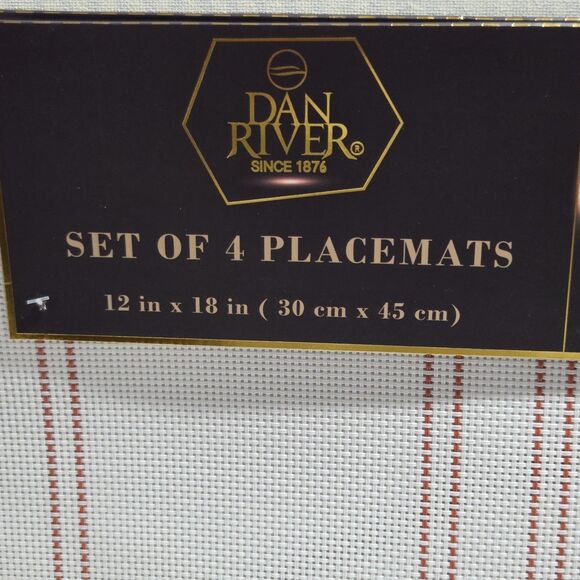 DAN
RIVER®
SINCE 1876
SET OF 4 PLACEMATS
12 in x 18 in ( 30 cm x 45 cm)